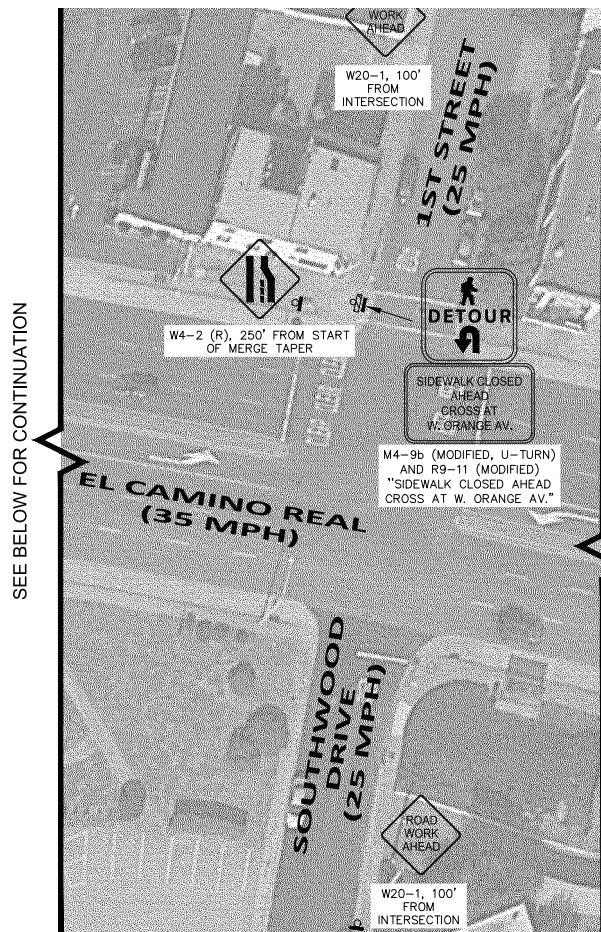 WORK
AHEAD
W20-1, 100'
FROM
INTERSECTION
1ST STREET
(25 MPH)
W4-2 (R), 250' FROM START
OF MERGE TAPER
DETOUR
SIDEWALK CLOSED
AHEAD
CROSS AT
W. ORANGE AV.
M4-9b (MODIFIED, U-TURN)
AND R9-11 (MODIFIED)
"SIDEWALK CLOSED AHEAD
CROSS AT W. ORANGE AV."
SEE BELOW FOR CONTINUATION
EL CAMINO REAL
(35 MPH)
SOUTHWOOD
DRIVE
(25 MPH)
ROAD
WORK
AHEAD
W20-1, 100'
FROM
INTERSECTION